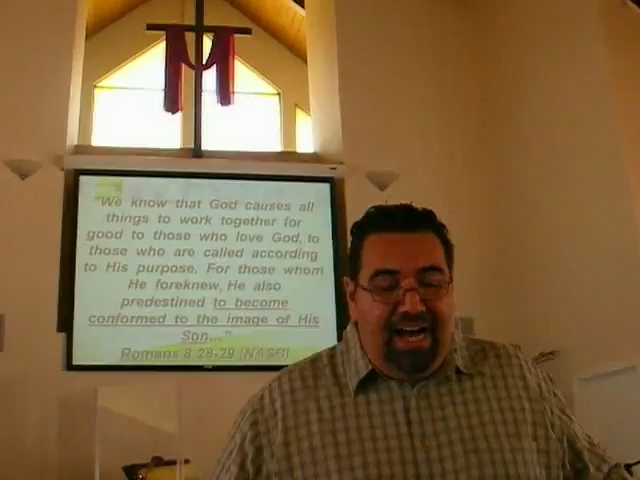 "We know that God causes all
things to work together for
good to those who love God, to
those who are called according
to His purpose. For those whom
He foreknew, He also
predestined to become
conformed to the image of His
Son..."
Romans 8:28-29 (NASB)